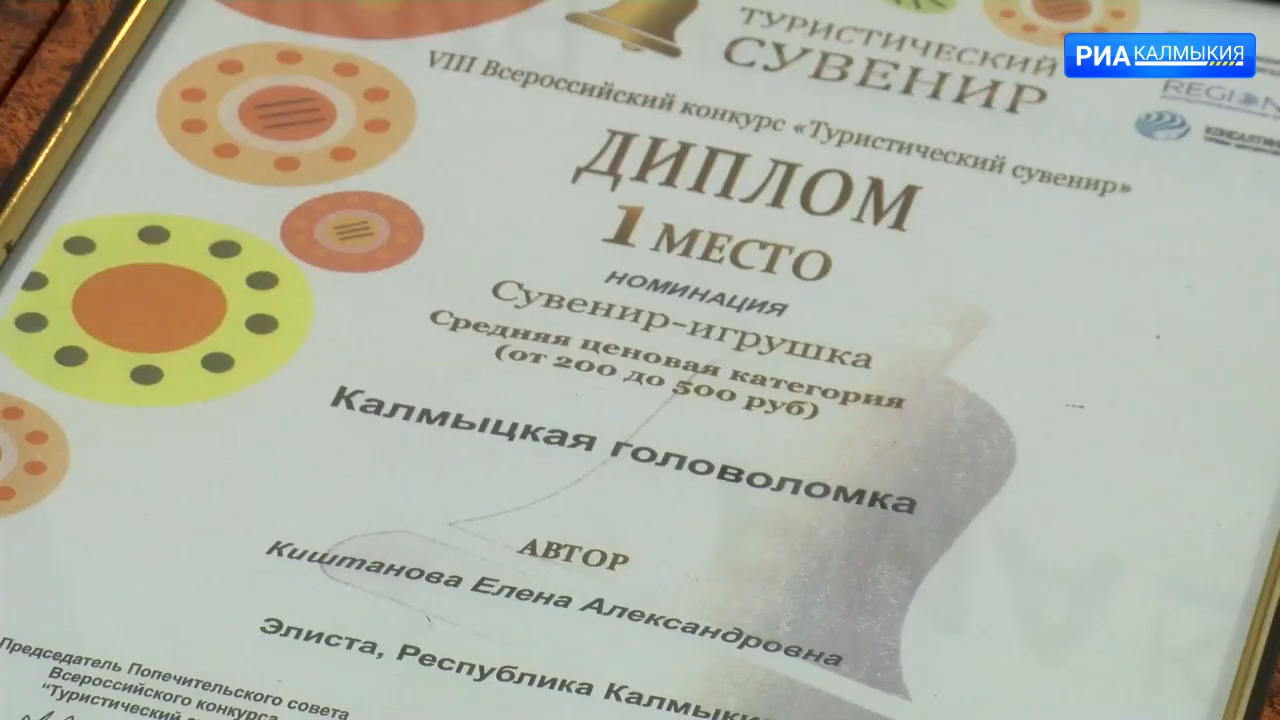 ТУРИСТИЧЕСКИЙ
СУВЕНИР
РИА КАЛМЫКИЯ
REGION
VIII Всероссийский конкурс «Туристический сувенир»
ДИПЛОМ
1 МЕСТО
НОМИНАЦИЯ
Сувенир-игрушка
Средняя ценовая категория
(от 200 до 500 руб)
Калмыцкая головоломка
АВТОР
Киштанова Елена Александровна
Элиста, Республика Калмыки
Председатель Попечительского совета
Всероссийского конкурса
"Туристический